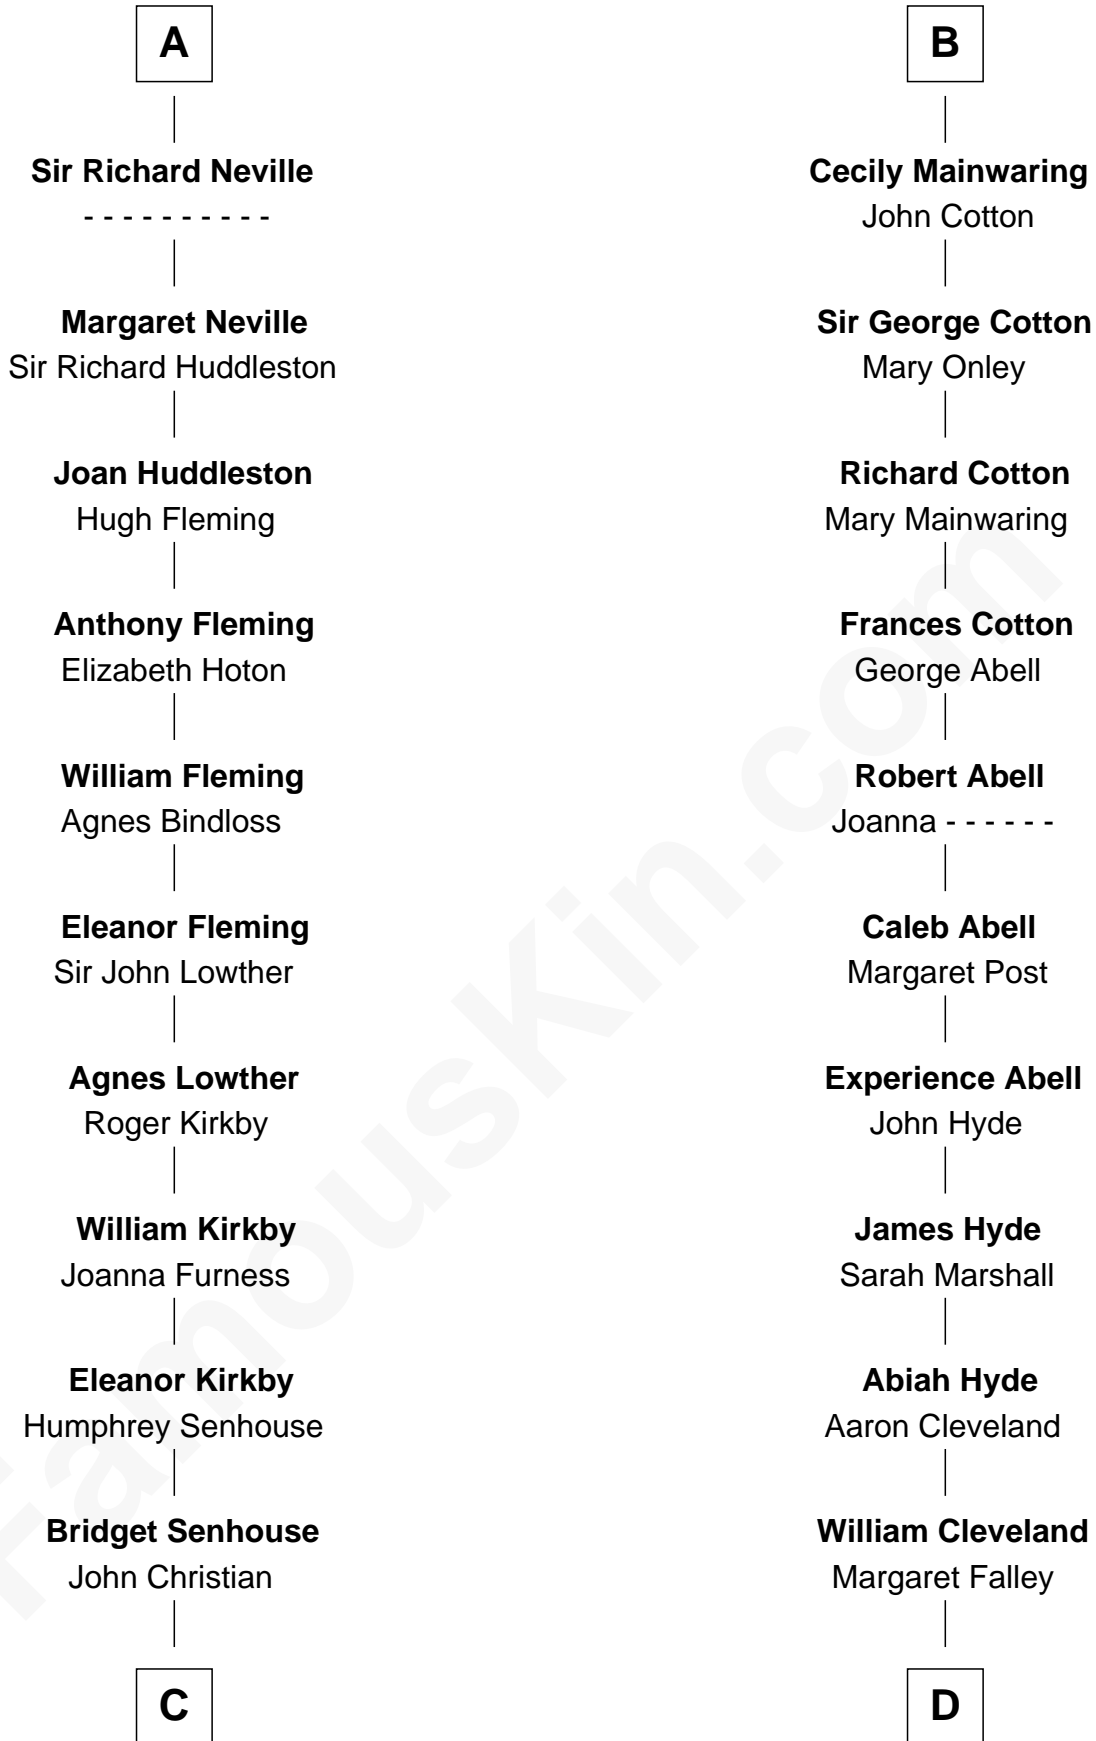 A
Sir Richard Neville
- - - - - - - - - -
Margaret Neville
Sir Richard Huddleston
Joan Huddleston
Hugh Fleming
Anthony Fleming
Elizabeth Hoton
William Fleming
Agnes Bindloss
Eleanor Fleming
Sir John Lowther
Agnes Lowther
Roger Kirkby
William Kirkby
Joanna Furness
Eleanor Kirkby
Humphrey Senhouse
Bridget Senhouse
John Christian
C
B
Cecily Mainwaring
John Cotton
Sir George Cotton
Mary Onley
Richard Cotton
Mary Mainwaring
Frances Cotton
George Abell
Robert Abell
Joanna - - - - - -
Caleb Abell
Margaret Post
Experience Abell
John Hyde
James Hyde
Sarah Marshall
Abiah Hyde
Aaron Cleveland
William Cleveland
Margaret Falley
D
FamousKin.com